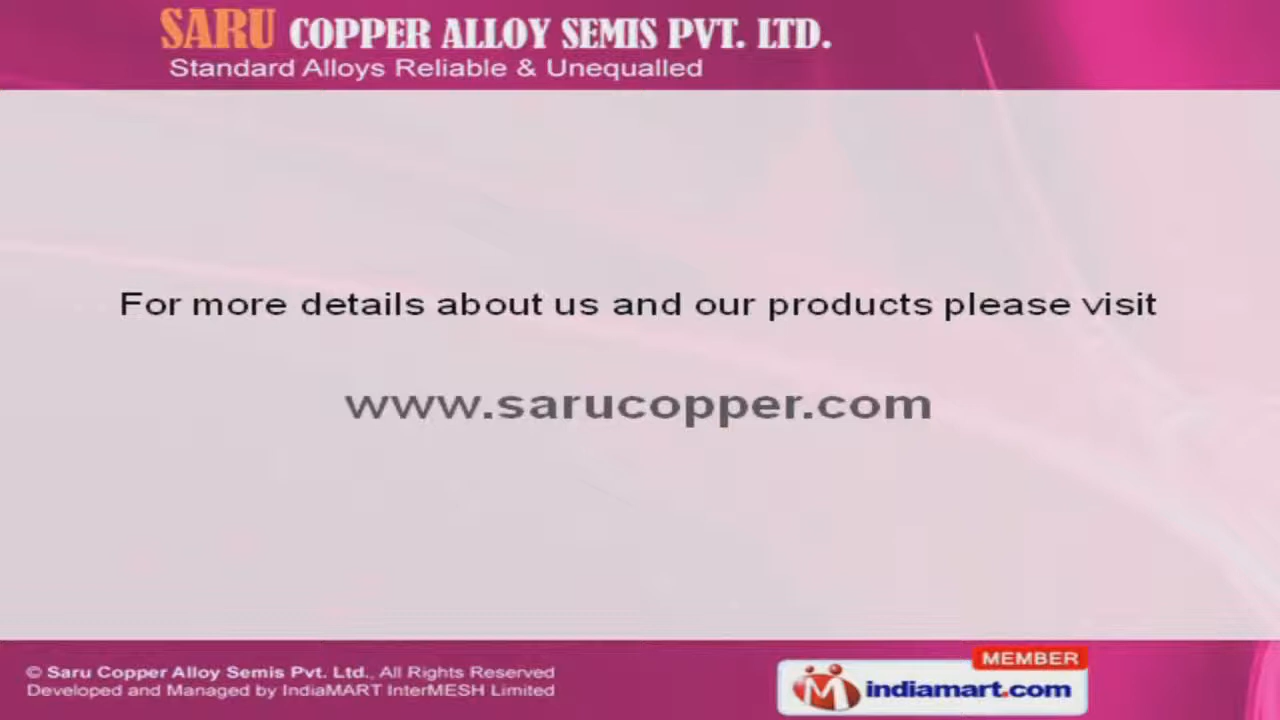 SARU COPPER ALLOY SEMIS PVT. LTD.
Standard Alloys Reliable & Unequalled
For more details about us and our products please visit
www.sarucopper.com
© Saru Copper Alloy Semis Pvt. Ltd., All Rights Reserved
Developed and Managed by IndiaMART InterMESH Limited
MEMBER
indiamart.com